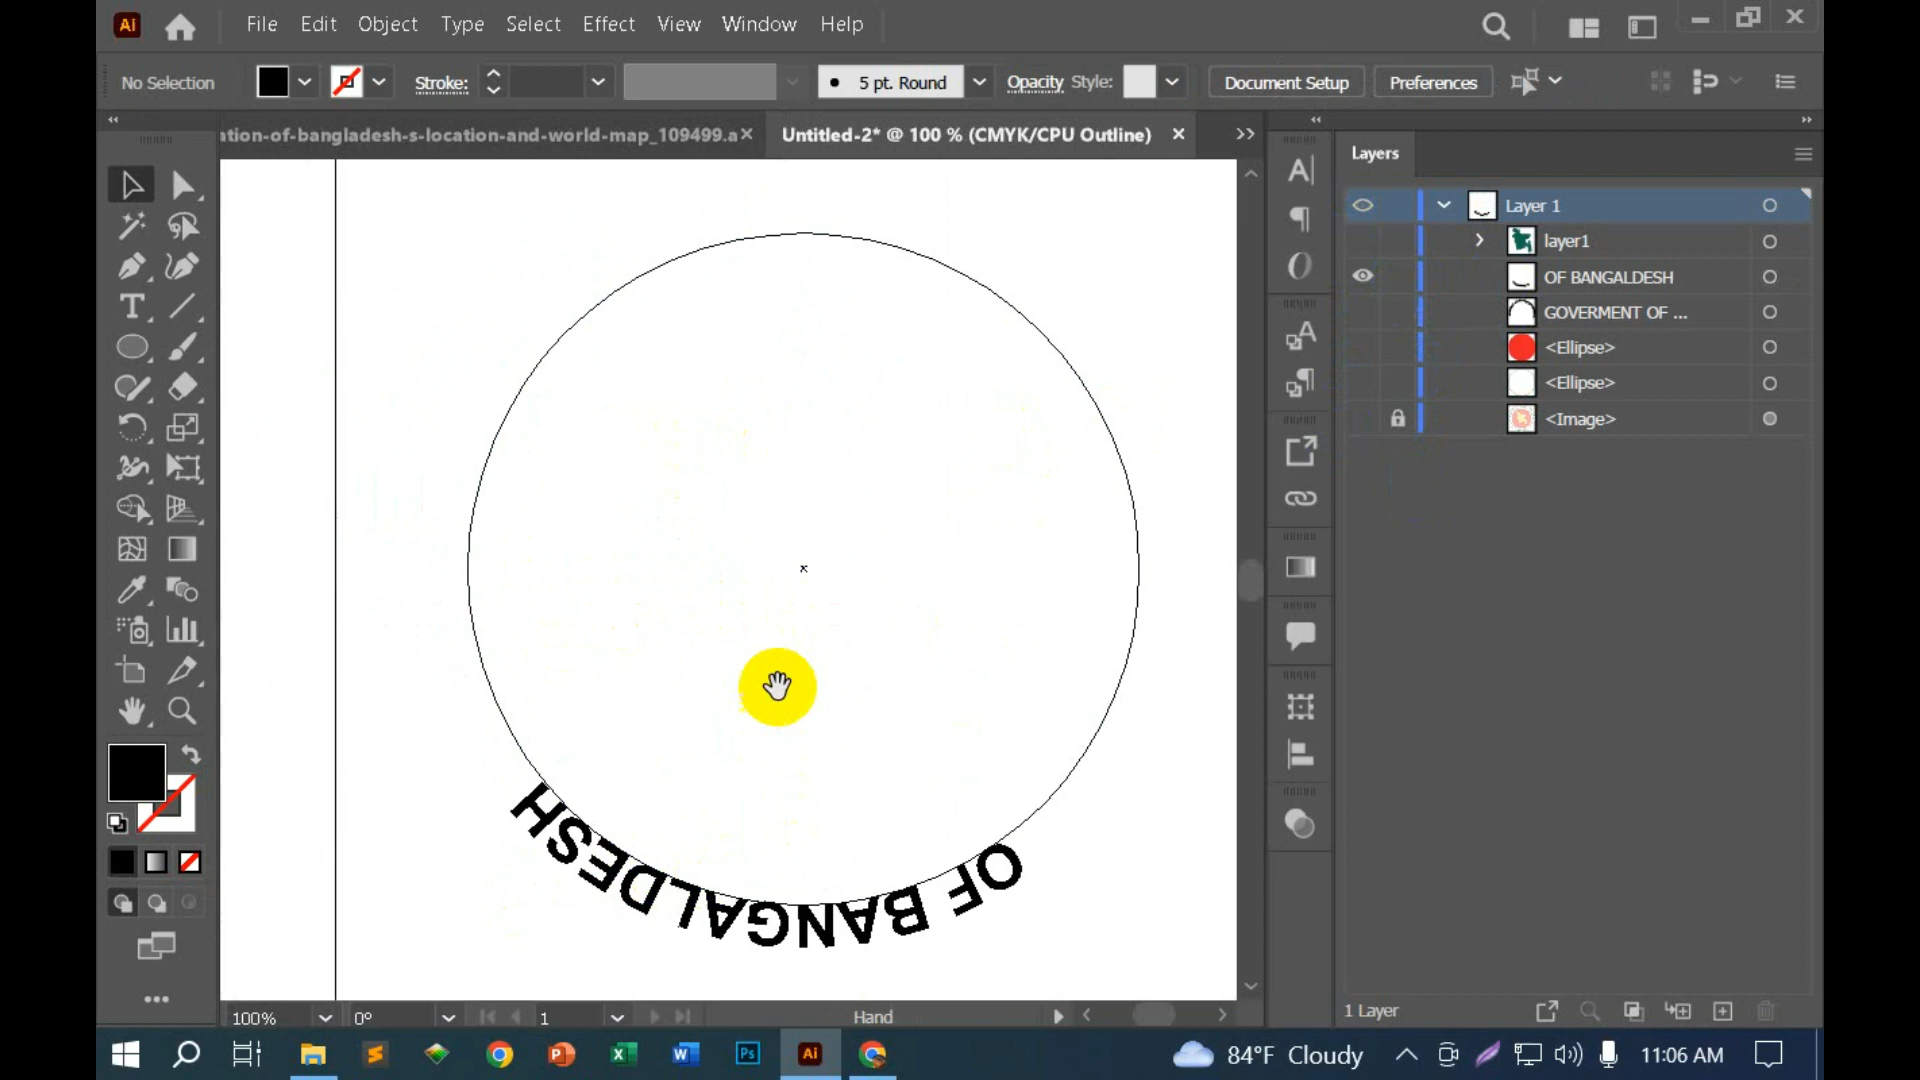 Ai File Edit Object Type Select Effect View Window Help
No Selection Stroke: 5 pt. Round Opacity Style: Document Setup Preferences
ation-of-bangladesh-s-location-and-world-map_109499.a Untitled-2* @ 100 % (CMYK/CPU Outline)
Layers
Layer 1
layer1
OF BANGALDESH
GOVERMENT OF ...
<Ellipse>
<Ellipse>
<Image>
OF BANGALDESH
100% 0° 1 Hand
1 Layer
84°F Cloudy 11:06 AM